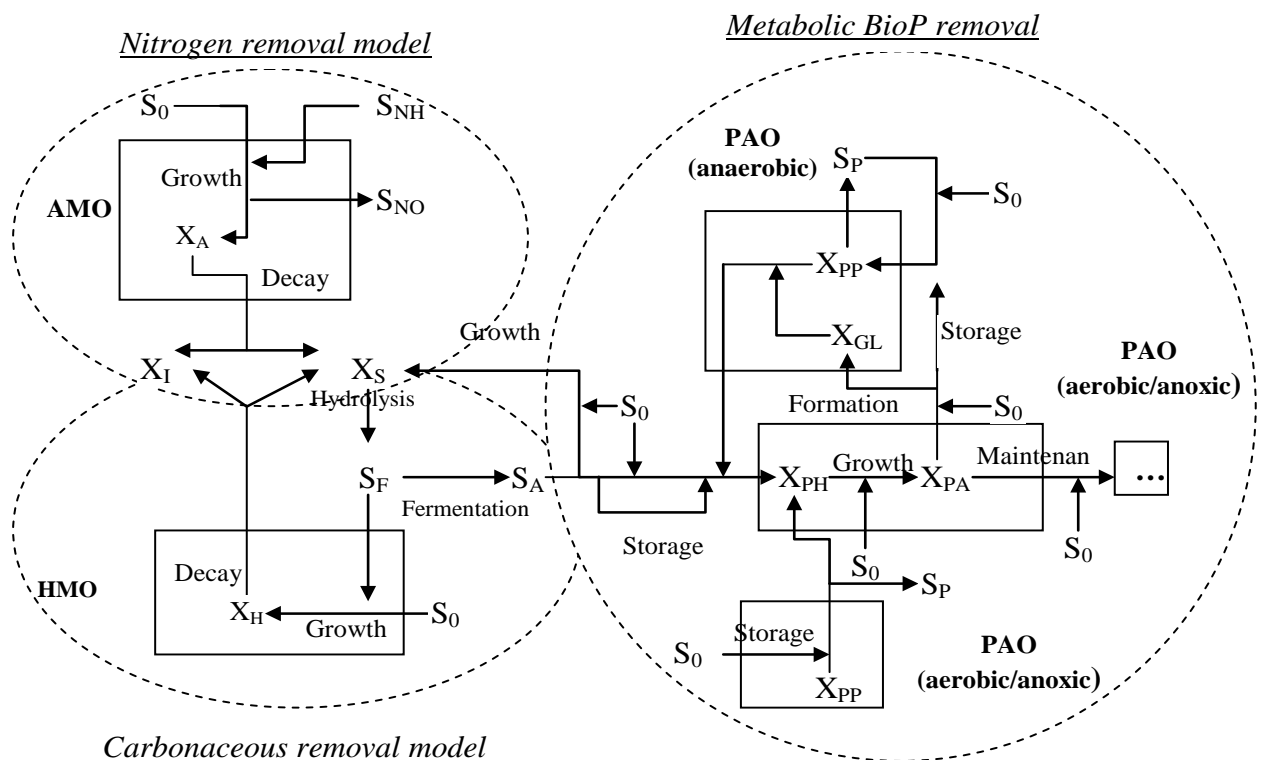 Nitrogen removal model
Metabolic BioP removal
S0
SNH
Growth
AMO
SNO
XA
Decay
XI
XS
Hydrolysis
Growth
SF
Fermentation
SA
HMO
Decay
XH
Growth
S0
Carbonaceous removal model
PAO
(anaerobic)
SP
S0
XPP
XGL
Storage
PAO
(aerobic/anoxic)
Formation
S0
S0
XPH
Growth
XPA
Maintenan
...
Storage
S0
S0
SP
S0
Storage
XPP
PAO
(aerobic/anoxic)